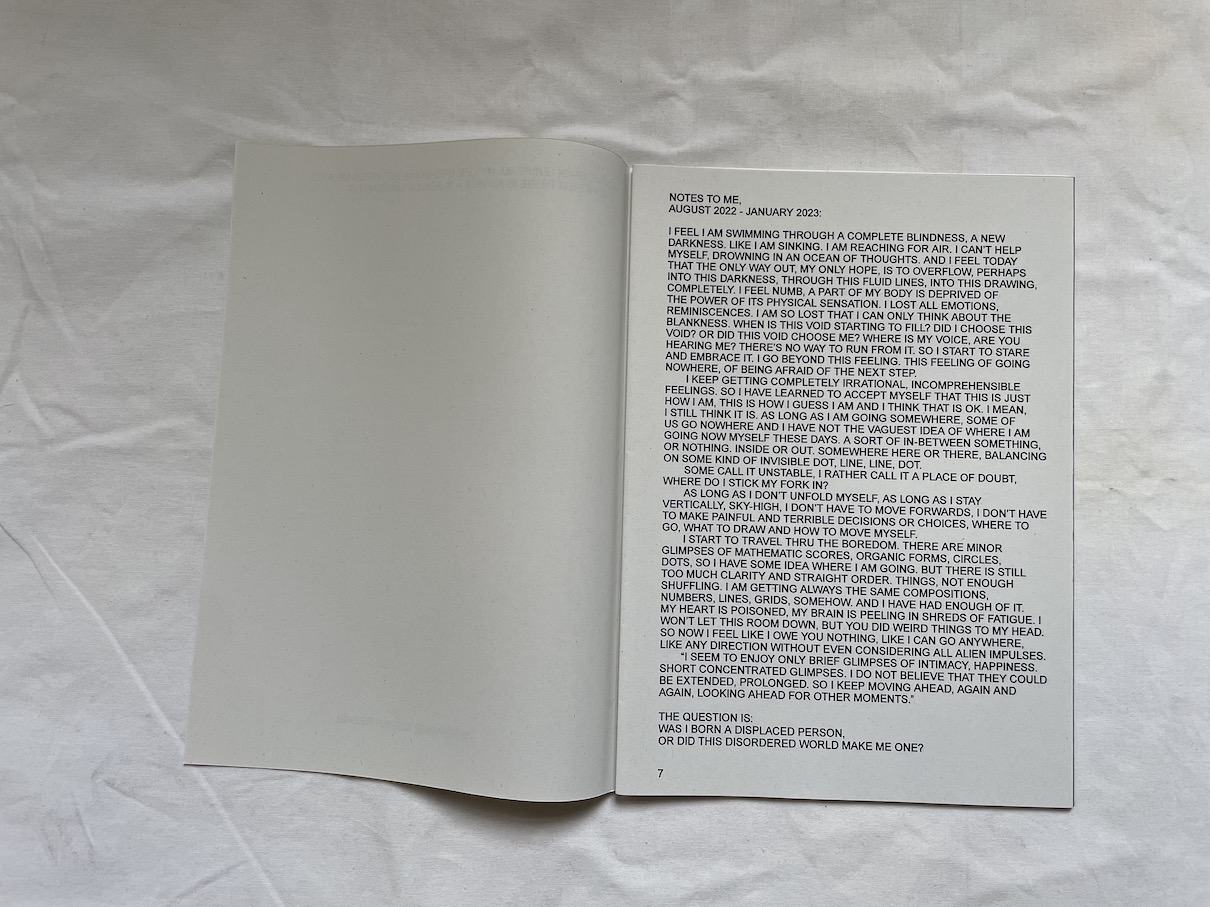 NOTES TO ME,
AUGUST 2022 - JANUARY 2023:
I FEEL I AM SWIMMING THROUGH A COMPLETE BLINDNESS, A NEW
DARKNESS. LIKE I AM SINKING. I AM REACHING FOR AIR. I CAN'T HELP
MYSELF, DROWNING IN AN OCEAN OF THOUGHTS. AND I FEEL TODAY
THAT THE ONLY WAY OUT, MY ONLY HOPE, IS TO OVERFLOW, PERHAPS
INTO THIS DARKNESS, THROUGH THIS FLUID LINES, INTO THIS DRAWING,
COMPLETELY. I FEEL NUMB, A PART OF MY BODY IS DEPRIVED OF
THE POWER OF ITS PHYSICAL SENSATION. I LOST ALL EMOTIONS,
REMINISCENCES. I AM SO LOST THAT I CAN ONLY THINK ABOUT THE
BLANKNESS. WHEN IS THIS VOID STARTING TO FILL? DID I CHOOSE THIS
VOID? OR DID THIS VOID CHOOSE ME? WHERE IS MY VOICE, ARE YOU
HEARING ME? THERE'S NO WAY TO RUN FROM IT. SO I START TO STARE
AND EMBRACE IT. I GO BEYOND THIS FEELING. THIS FEELING OF GOING
NOWHERE, OF BEING AFRAID OF THE NEXT STEP.
I KEEP GETTING COMPLETELY IRRATIONAL, INCOMPREHENSIBLE
FEELINGS. SO I HAVE LEARNED TO ACCEPT MYSELF THAT THIS IS JUST
HOW I AM, THIS IS HOW I GUESS I AM AND I THINK THAT IS OK. I MEAN,
I STILL THINK IT IS. AS LONG AS I AM GOING SOMEWHERE, SOME OF
US GO NOWHERE AND I HAVE NOT THE VAGUEST IDEA OF WHERE I AM
GOING NOW MYSELF THESE DAYS. A SORT OF IN-BETWEEN SOMETHING,
OR NOTHING. INSIDE OR OUT. SOMEWHERE HERE OR THERE, BALANCING
ON SOME KIND OF INVISIBLE DOT, LINE, LINE, DOT.
SOME CALL IT UNSTABLE, I RATHER CALL IT A PLACE OF DOUBT,
WHERE DO I STICK MY FORK IN?
AS LONG AS I DON'T UNFOLD MYSELF, AS LONG AS I STAY
VERTICALLY, SKY-HIGH, I DON'T HAVE TO MOVE FORWARDS, I DON'T HAVE
TO MAKE PAINFUL AND TERRIBLE DECISIONS OR CHOICES, WHERE TO
GO, WHAT TO DRAW AND HOW TO MOVE MYSELF.
I START TO TRAVEL THRU THE BOREDOM. THERE ARE MINOR
GLIMPSES OF MATHEMATIC SCORES, ORGANIC FORMS, CIRCLES,
DOTS, SO I HAVE SOME IDEA WHERE I AM GOING. BUT THERE IS STILL
TOO MUCH CLARITY AND STRAIGHT ORDER. THINGS, NOT ENOUGH
SHUFFLING. I AM GETTING ALWAYS THE SAME COMPOSITIONS,
NUMBERS, LINES, GRIDS, SOMEHOW. AND I HAVE HAD ENOUGH OF IT.
MY HEART IS POISONED, MY BRAIN IS PEELING IN SHREDS OF FATIGUE. I
WON'T LET THIS ROOM DOWN, BUT YOU DID WEIRD THINGS TO MY HEAD.
SO NOW I FEEL LIKE I OWE YOU NOTHING, LIKE I CAN GO ANYWHERE,
LIKE ANY DIRECTION WITHOUT EVEN CONSIDERING ALL ALIEN IMPULSES.
"I SEEM TO ENJOY ONLY BRIEF GLIMPSES OF INTIMACY, HAPPINESS.
SHORT CONCENTRATED GLIMPSES. I DO NOT BELIEVE THAT THEY COULD
BE EXTENDED, PROLONGED. SO I KEEP MOVING AHEAD, AGAIN AND
AGAIN, LOOKING AHEAD FOR OTHER MOMENTS."
THE QUESTION IS:
WAS I BORN A DISPLACED PERSON,
OR DID THIS DISORDERED WORLD MAKE ME ONE?
7